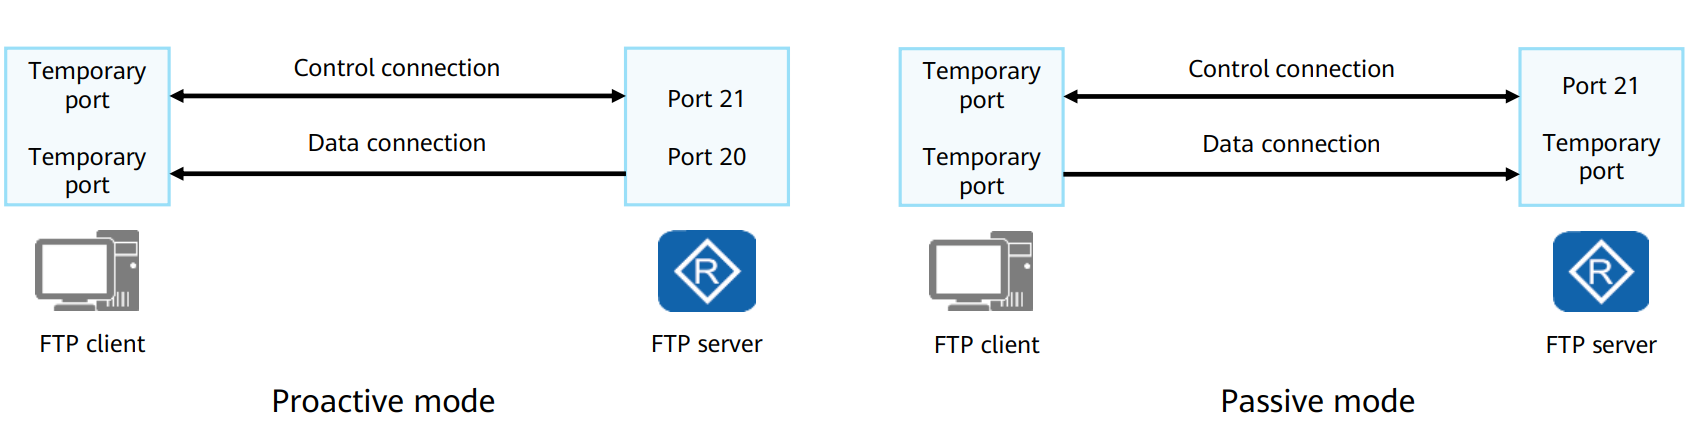 Temporary
port
Control connection
Port 21
Data connection
Temporary
port
Port 20
R
FTP client
FTP server
Proactive mode
Temporary
port
Control connection
Port 21
Data connection
Temporary
port
Temporary
port
R
FTP client
FTP server
Passive mode